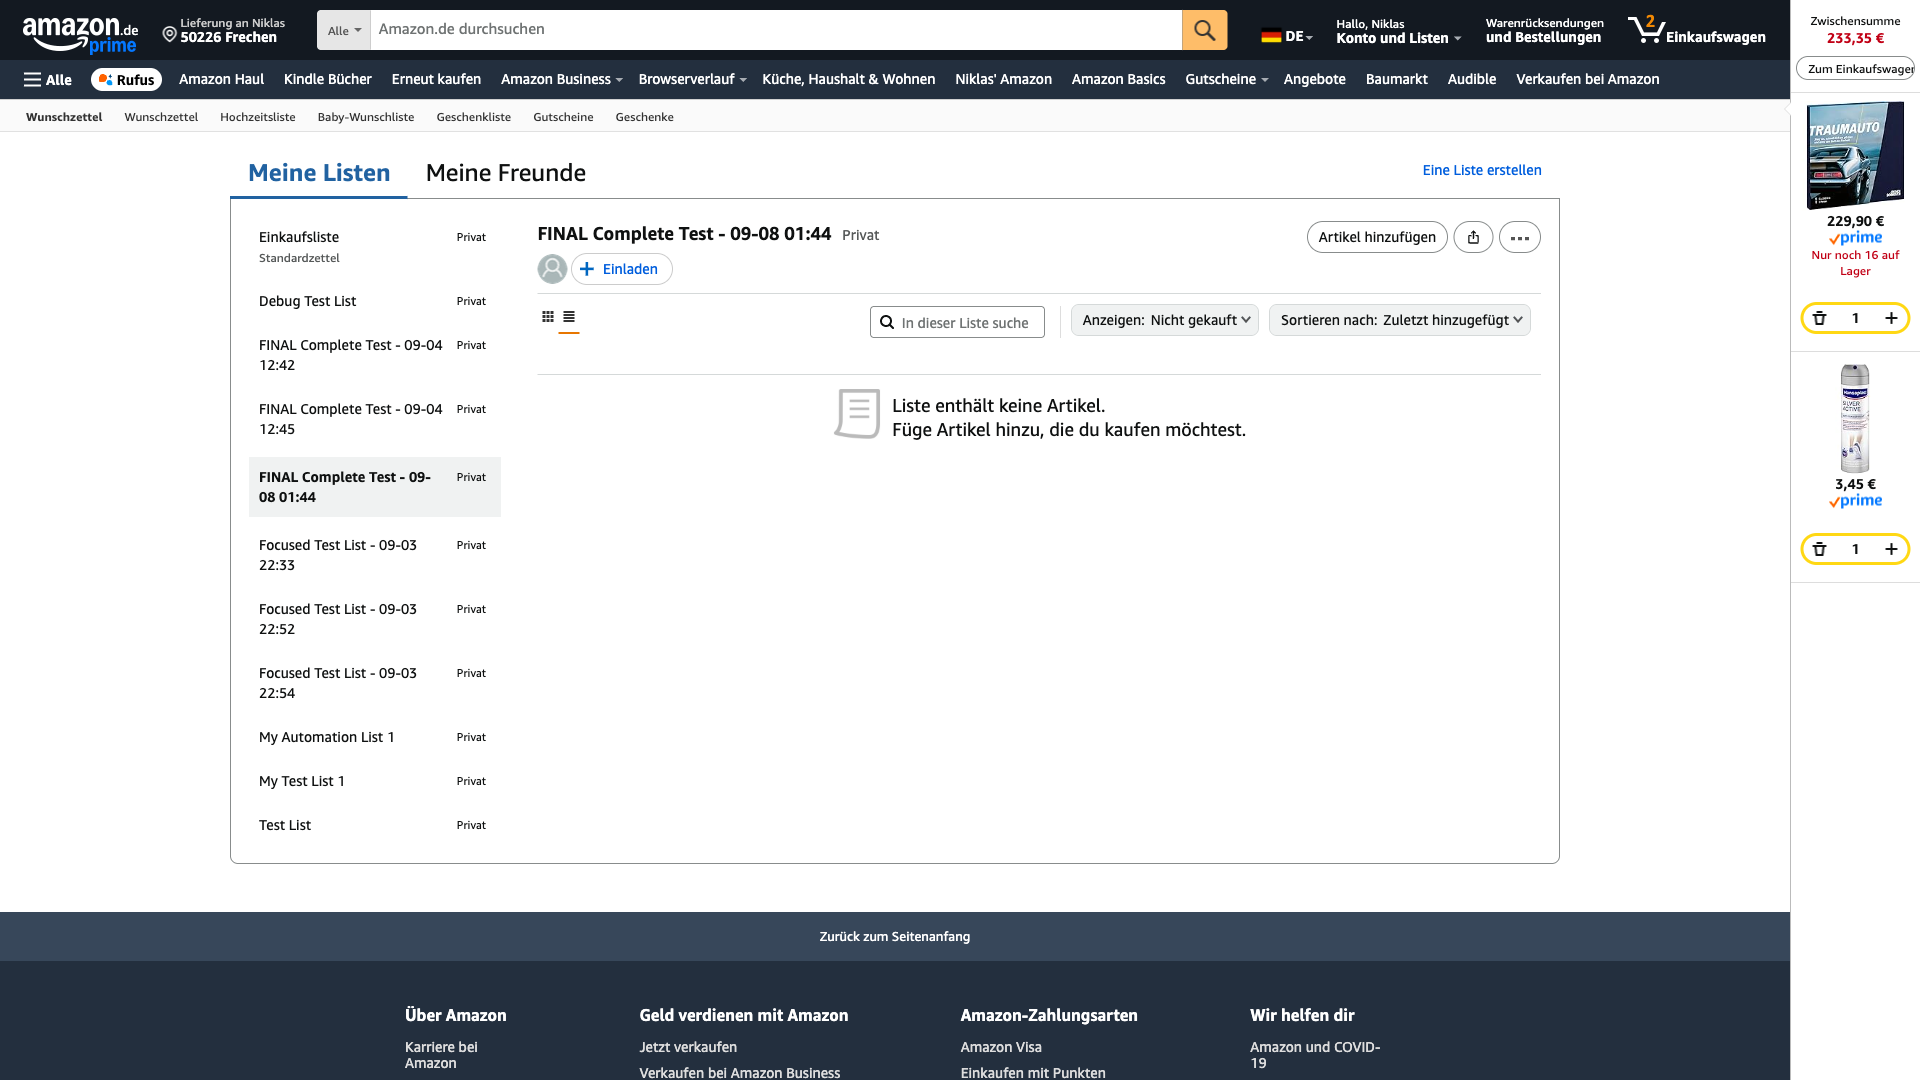 amazon.de
prime
Lieferung an Niklas
50226 Frechen
Alle
Amazon.de durchsuchen
DE
Hallo, Niklas
Konto und Listen
Warenrücksendungen
und Bestellungen
2
Einkaufswagen
Alle
Rufus
Amazon Haul
Kindle Bücher
Erneut kaufen
Amazon Business
Browserverlauf
Küche, Haushalt & Wohnen
Niklas' Amazon
Amazon Basics
Gutscheine
Angebote
Baumarkt
Audible
Verkaufen bei Amazon
Wunschzettel
Wunschzettel
Hochzeitsliste
Baby-Wunschliste
Geschenkliste
Gutscheine
Geschenke
Meine Listen
Meine Freunde
Eine Liste erstellen
Einkaufsliste
Privat
Standardzettel
Debug Test List
Privat
FINAL Complete Test - 09-04
12:42
Privat
FINAL Complete Test - 09-04
12:45
Privat
FINAL Complete Test - 09-
08 01:44
Privat
Focused Test List - 09-03
22:33
Privat
Focused Test List - 09-03
22:52
Privat
Focused Test List - 09-03
22:54
Privat
My Automation List 1
Privat
My Test List 1
Privat
Test List
Privat
FINAL Complete Test - 09-08 01:44
Privat
Einladen
Artikel hinzufügen
In dieser Liste suche
Anzeigen: Nicht gekauft
Sortieren nach: Zuletzt hinzugefügt
Liste enthält keine Artikel.
Füge Artikel hinzu, die du kaufen möchtest.
Zwischensumme
233,35 €
Zum Einkaufswagen
TRAUMAUTO
229,90 €
prime
Nur noch 16 auf
Lager
1
Hansaplast
SILVER
ACTIVE
3,45 €
prime
1
Zurück zum Seitenanfang
Über Amazon
Karriere bei
Amazon
Geld verdienen mit Amazon
Jetzt verkaufen
Verkaufen bei Amazon Business
Amazon-Zahlungsarten
Amazon Visa
Einkaufen mit Punkten
Wir helfen dir
Amazon und COVID-
19